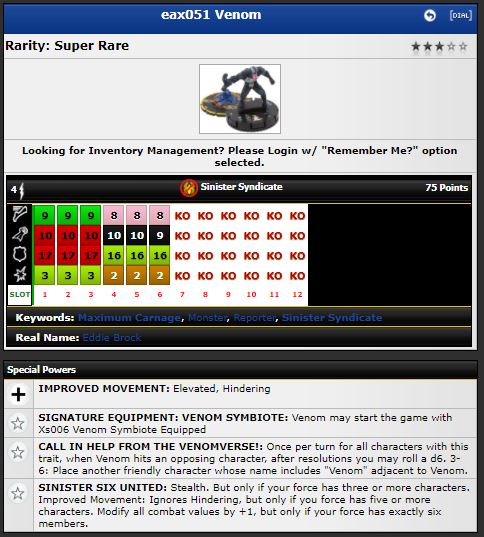 eax051 Venom
[DIAL]
Rarity: Super Rare
Looking for Inventory Management? Please Login w/ "Remember Me?" option
selected.
4 Sinister Syndicate 75 Points
9 9 9 8 8 8 KO KO KO KO KO KO
10 10 10 10 10 9 KO KO KO KO KO KO
17 17 17 16 16 16 KO KO KO KO KO KO
3 3 3 2 2 2 KO KO KO KO KO KO
SLOT 1 2 3 4 5 6 7 8 9 10 11 12
Keywords: Maximum Carnage, Monster, Reporter, Sinister Syndicate
Real Name: Eddie Brock
Special Powers
IMPROVED MOVEMENT: Elevated, Hindering
SIGNATURE EQUIPMENT: VENOM SYMBIOTE: Venom may start the game with
Xs006 Venom Symbiote Equipped
CALL IN HELP FROM THE VENOMVERSE!: Once per turn for all characters with this
trait, when Venom hits an opposing character, after resolutions you may roll a d6. 3-
6: Place another friendly character whose name includes "Venom" adjacent to Venom.
SINISTER SIX UNITED: Stealth. But only if your force has three or more characters.
Improved Movement: Ignores Hindering, but only if your force has five or more
characters. Modify all combat values by +1, but only if your force has exactly six
members.